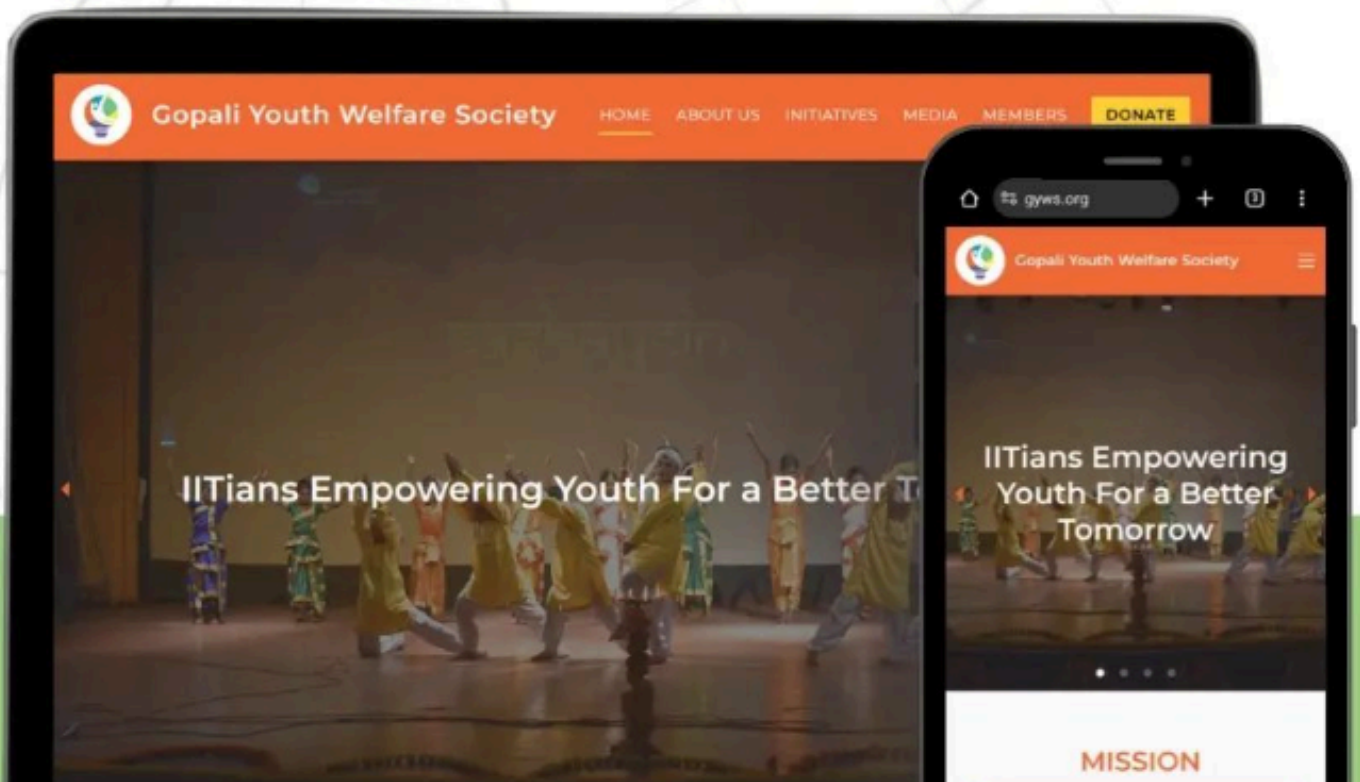 Gopali Youth Welfare Society
HOME ABOUT US INITIATIVES MEDIA MEMBERS DONATE
IITians Empowering Youth For a Better T
gyws.org
3
Gopali Youth Welfare Society
IITians Empowering
Youth For a Better
Tomorrow
MISSION